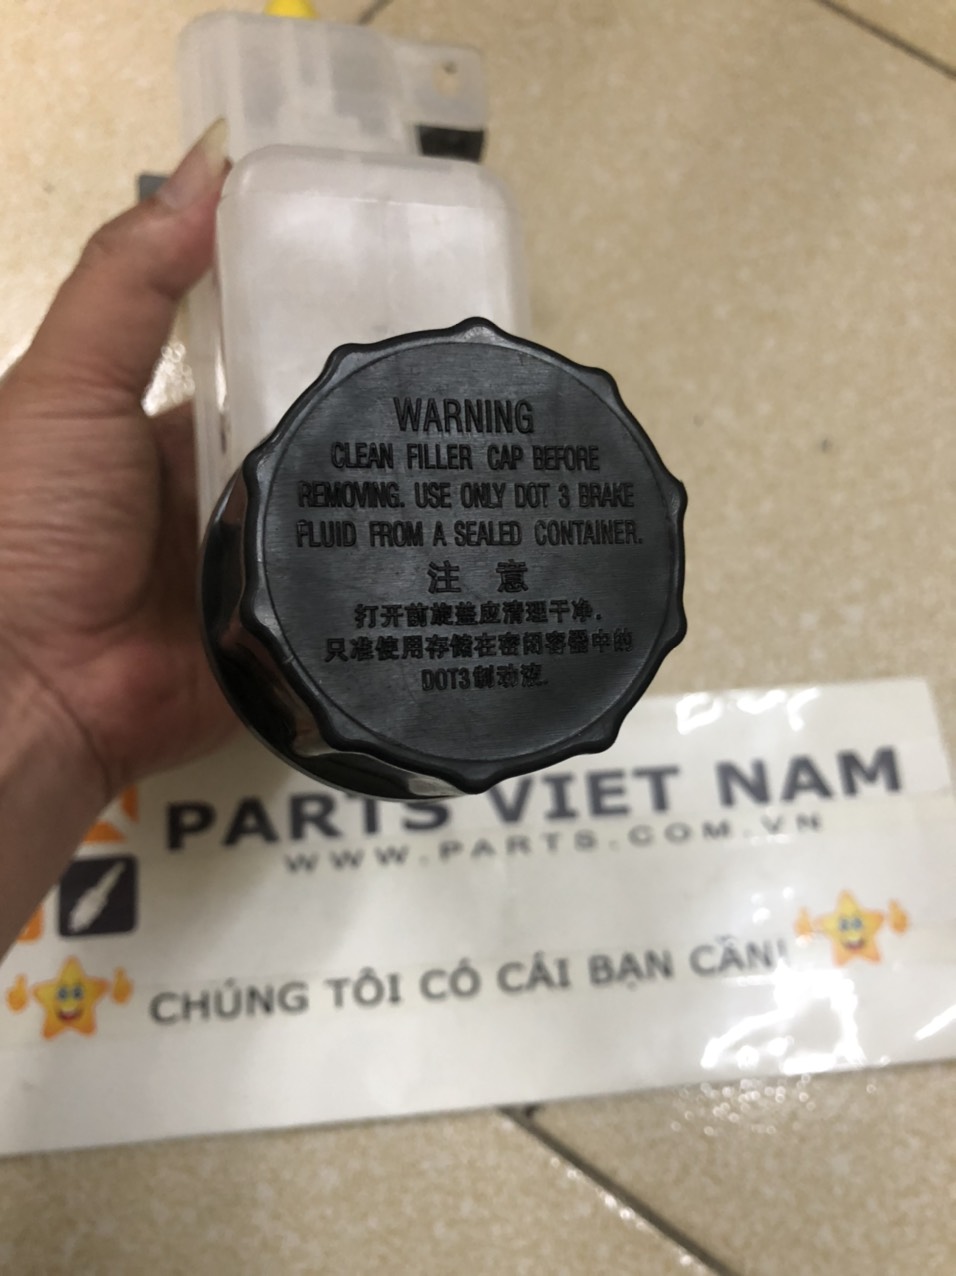 WARNING
CLEAN FILLER CAP BEFORE
REMOVING. USE ONLY DOT 3 BRAKE
FLUID FROM A SEALED CONTAINER.
注 意
打开前旋盖应清理干净.
只准使用存储在密闭容器中的
DOT3制动液.
PARTS VIET NAM
WWW.PARTS.COM.VN
CHÚNG TÔI CÓ CÁI BẠN CẦN!